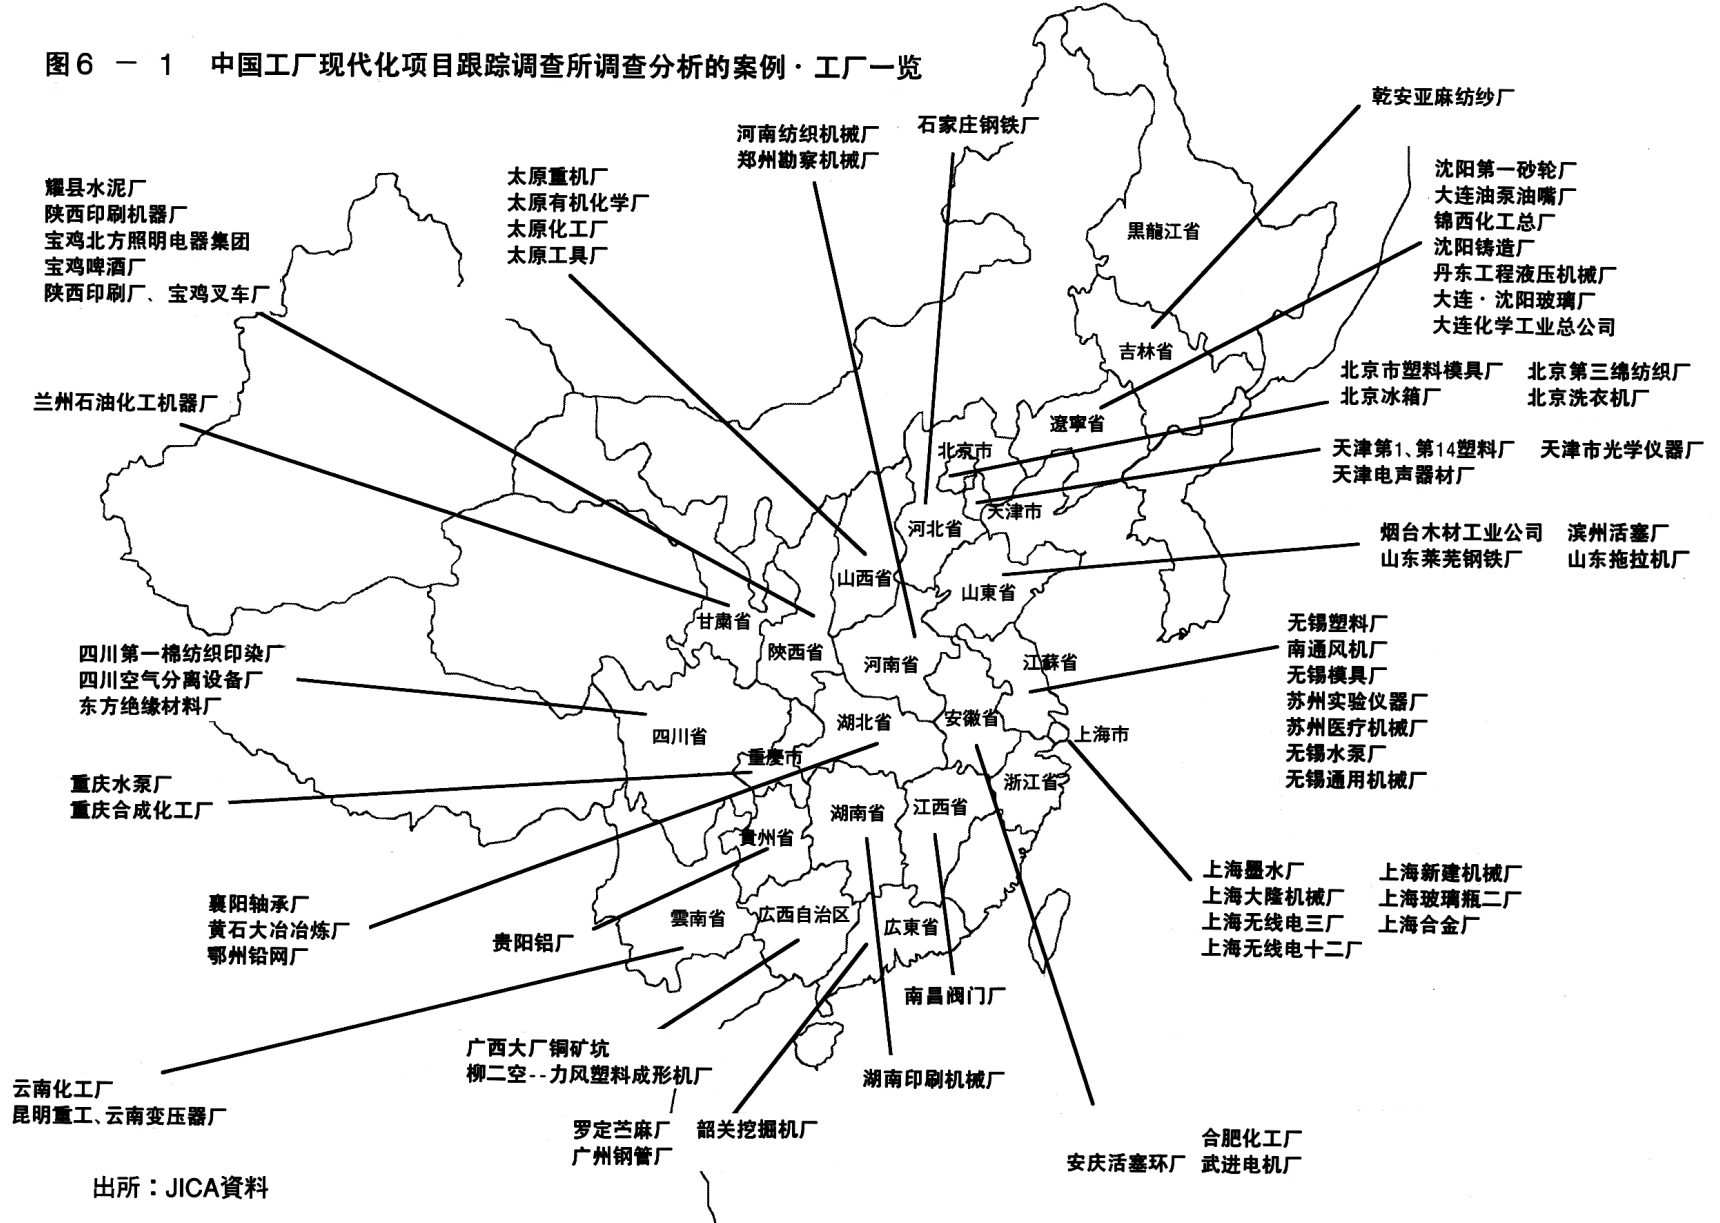 图6 － 1 中国工厂现代化项目跟踪调查所调查分析的案例·工厂一览
乾安亚麻纺纱厂
石家庄钢铁厂
河南纺织机械厂
郑州勘察机械厂
太原重机厂
太原有机化学厂
太原化工厂
太原工具厂
耀县水泥厂
陕西印刷机器厂
宝鸡北方照明电器集团
宝鸡啤酒厂
陕西印刷厂、宝鸡叉车厂
沈阳第一砂轮厂
大连油泵油嘴厂
锦西化工总厂
沈阳铸造厂
丹东工程液压机械厂
大连·沈阳玻璃厂
大连化学工业总公司
黒龍江省
吉林省
遼寧省
北京市塑料模具厂 北京第三绵纺织厂
北京冰箱厂 北京洗衣机厂
兰州石油化工机器厂
北京市
天津第1、第14塑料厂 天津市光学仪器厂
天津电声器材厂
天津市
河北省
烟台木材工业公司 滨州活塞厂
山东莱芜钢铁厂 山东拖拉机厂
山西省
山東省
甘粛省
陝西省
河南省
江蘇省
无锡塑料厂
南通风机厂
无锡模具厂
苏州实验仪器厂
苏州医疗机械厂
无锡水泵厂
无锡通用机械厂
四川第一棉纺织印染厂
四川空气分离设备厂
东方绝缘材料厂
四川省
湖北省
安徽省
上海市
重慶市
浙江省
重庆水泵厂
重庆合成化工厂
湖南省
江西省
貴州省
上海墨水厂 上海新建机械厂
上海大隆机械厂 上海玻璃瓶二厂
上海无线电三厂 上海合金厂
上海无线电十二厂
襄阳轴承厂
黄石大冶冶炼厂
鄂州铅网厂
贵阳铝厂
雲南省
広西自治区
広東省
南昌阀门厂
广西大厂铜矿坑
柳二空--力风塑料成形机厂
湖南印刷机械厂
云南化工厂
昆明重工、云南变压器厂
罗定苎麻厂 韶关挖掘机厂
广州钢管厂
合肥化工厂
安庆活塞环厂 武进电机厂
出所：JICA資料